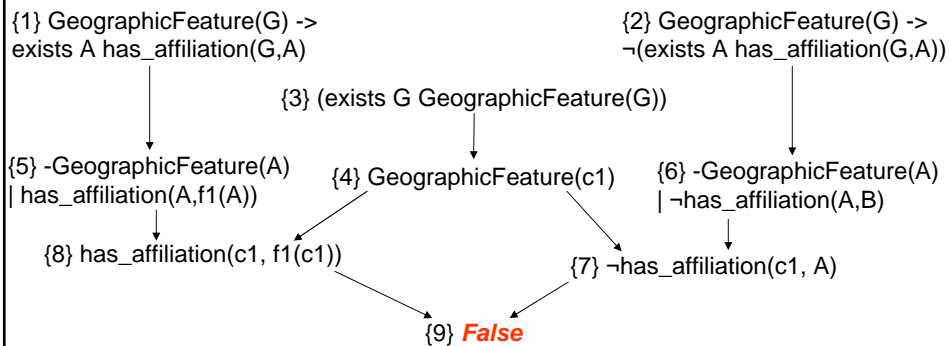 {1} GeographicFeature(G) ->
exists A has_affiliation(G,A)
{2} GeographicFeature(G) ->
¬(exists A has_affiliation(G,A))
{3} (exists G GeographicFeature(G))
{5} -GeographicFeature(A)
| has_affiliation(A,f1(A))
{4} GeographicFeature(c1)
{6} -GeographicFeature(A)
| ¬has_affiliation(A,B)
{8} has_affiliation(c1, f1(c1))
{7} ¬has_affiliation(c1, A)
{9} False